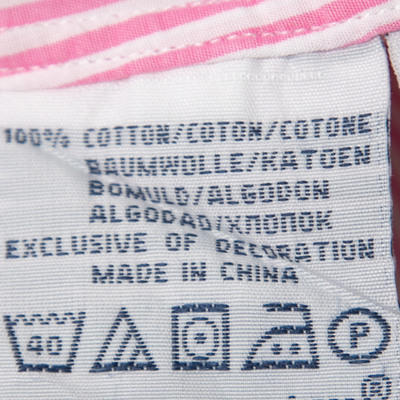 100% COTTON/COTON/COTONE
BAUMWOLLE/KATOEN
BOMULD/ALGODON
ALGODAO/ХЛОПОК
EXCLUSIVE OF DECORATION
MADE IN CHINA
40
P
®